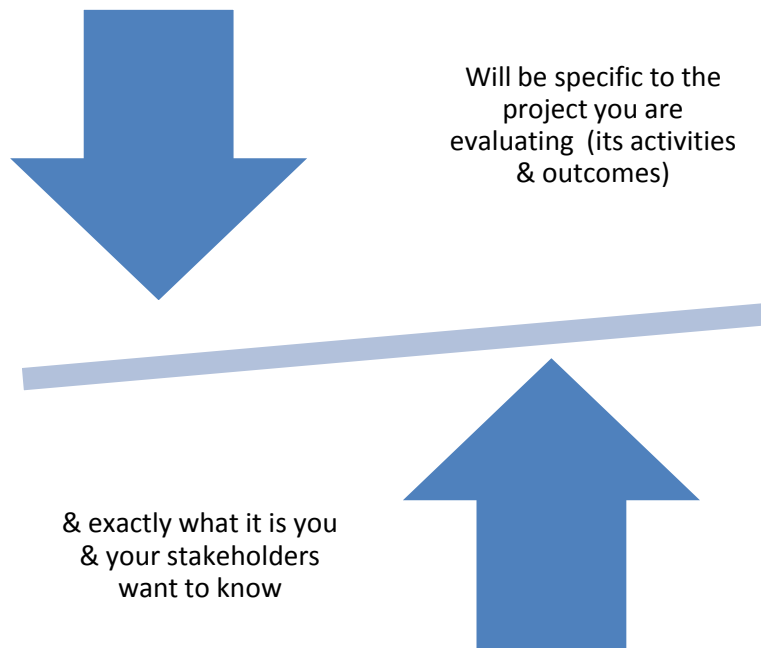 Will be specific to the
project you are
evaluating (its activities
& outcomes)
& exactly what it is you
& your stakeholders
want to know